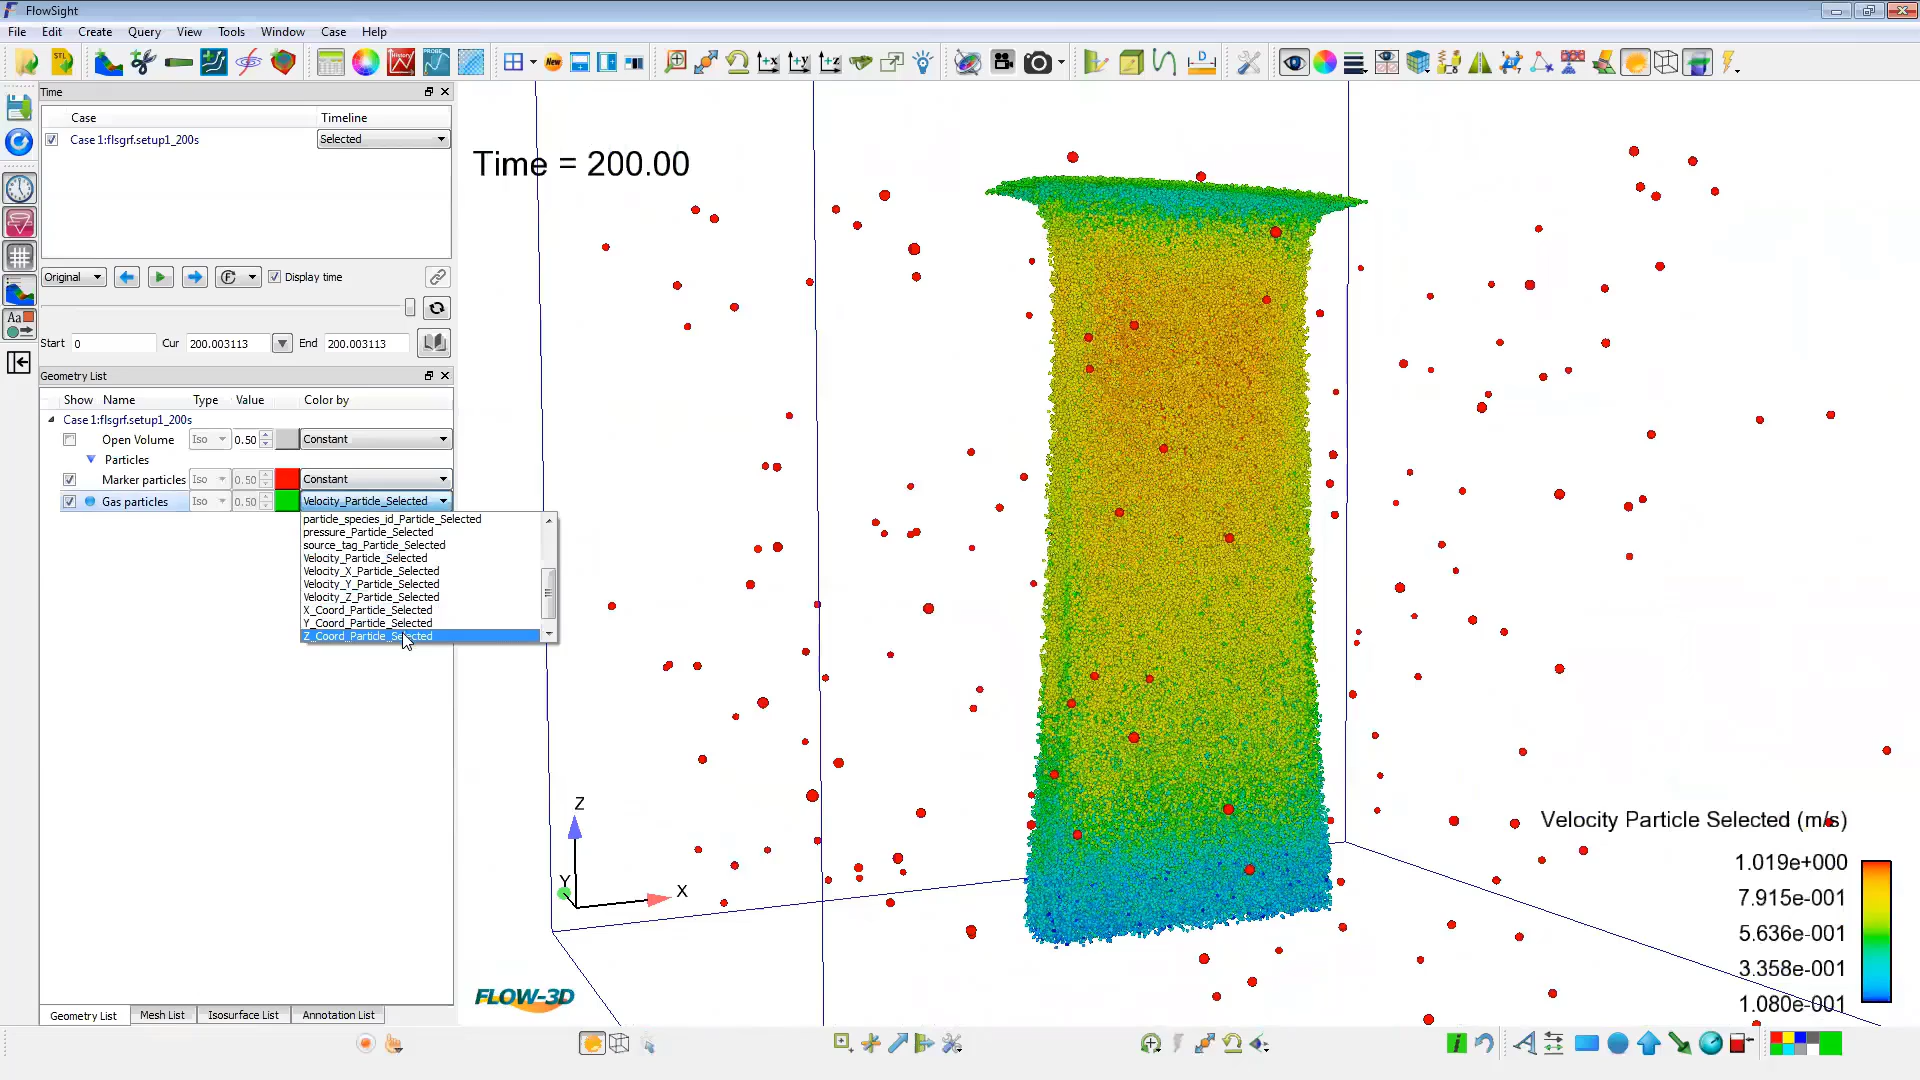 FlowSight
File Edit Create Query View Tools Window Case Help
Time
Case Timeline
Case 1:flsgrf.setup1_200s Selected
Original Display time
Start 0 Cur 200.003113 End 200.003113
Geometry List
Show Name Type Value Color by
Case 1:flsgrf.setup1_200s
Open Volume Iso 0.50 Constant
Particles
Marker particles Iso 0.50 Constant
Gas particles Iso 0.50 Velocity_Particle_Selected
particle_species_id_Particle_Selected
pressure_Particle_Selected
source_tag_Particle_Selected
Velocity_Particle_Selected
Velocity_X_Particle_Selected
Velocity_Y_Particle_Selected
Velocity_Z_Particle_Selected
X_Coord_Particle_Selected
Y_Coord_Particle_Selected
Z_Coord_Particle_Selected
Geometry List Mesh List Isosurface List Annotation List
Time = 200.00
Z
Y
X
FLOW-3D
Velocity Particle Selected (m/s)
1.019e+000
7.915e-001
5.636e-001
3.358e-001
1.080e-001